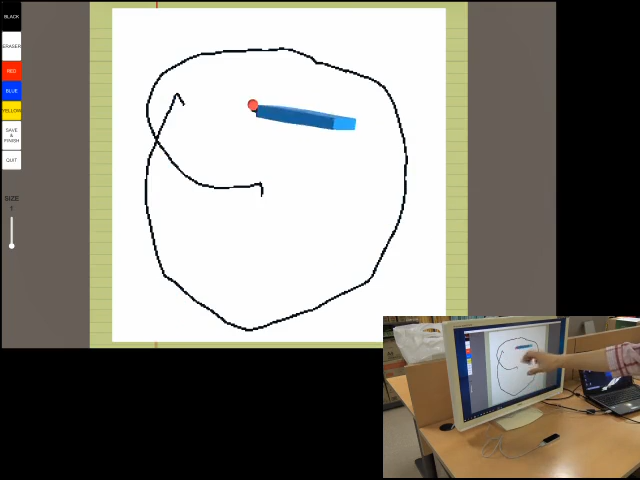 BLACK
ERASER
RED
BLUE
YELLOW
SAVE
&
FINISH
QUIT
SIZE